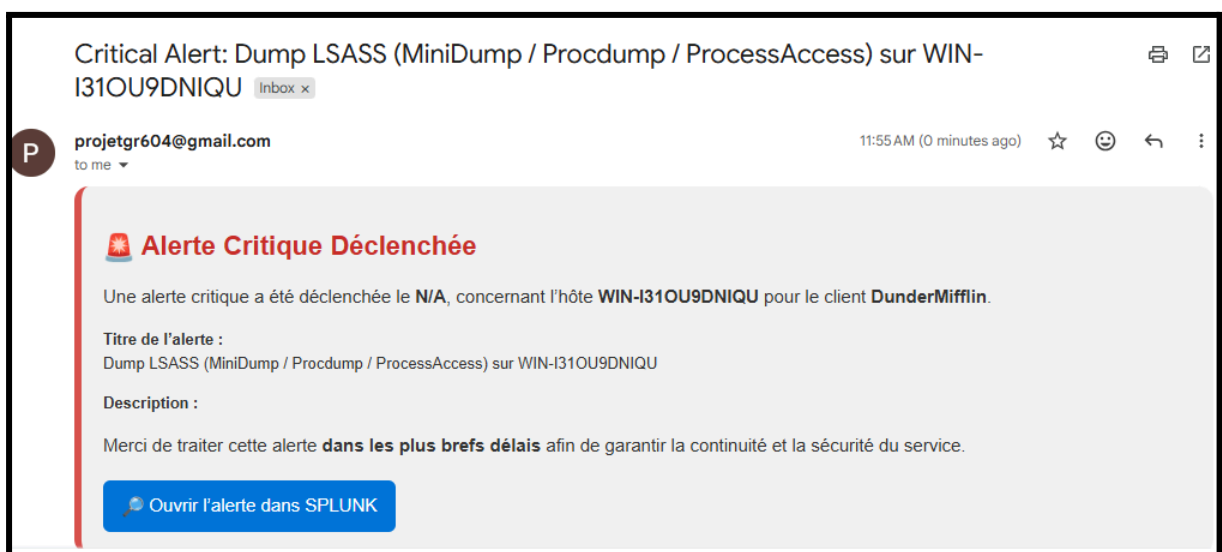 Critical Alert: Dump LSASS (MiniDump / Procdump / ProcessAccess) sur WIN-
I31OU9DNIQU Inbox ×
P
projetgr604@gmail.com
11:55 AM (0 minutes ago)
to me
🚨 Alerte Critique Déclenchée
Une alerte critique a été déclenchée le N/A, concernant l'hôte WIN-I31OU9DNIQU pour le client DunderMifflin.
Titre de l'alerte :
Dump LSASS (MiniDump / Procdump / ProcessAccess) sur WIN-I31OU9DNIQU
Description :
Merci de traiter cette alerte dans les plus brefs délais afin de garantir la continuité et la sécurité du service.
🔎 Ouvrir l'alerte dans SPLUNK